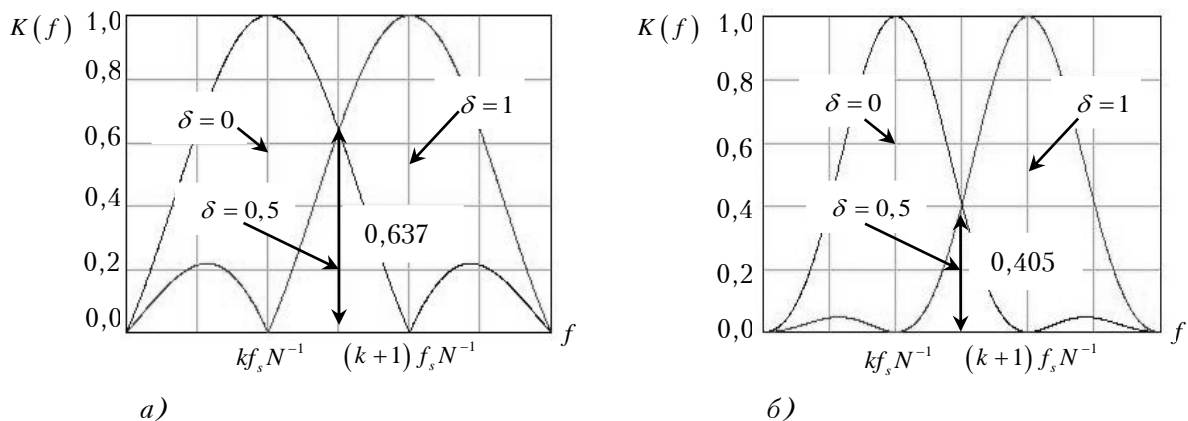 K(f)
1,0
0,8
0,6
0,4
0,2
0,0
δ = 0
δ = 1
δ = 0,5
0,637
kf_s N^{-1}
(k + 1) f_s N^{-1}
f
а)
K(f)
1,0
0,8
0,6
0,4
0,2
0,0
δ = 0
δ = 1
δ = 0,5
0,405
kf_s N^{-1}
(k + 1) f_s N^{-1}
f
б)